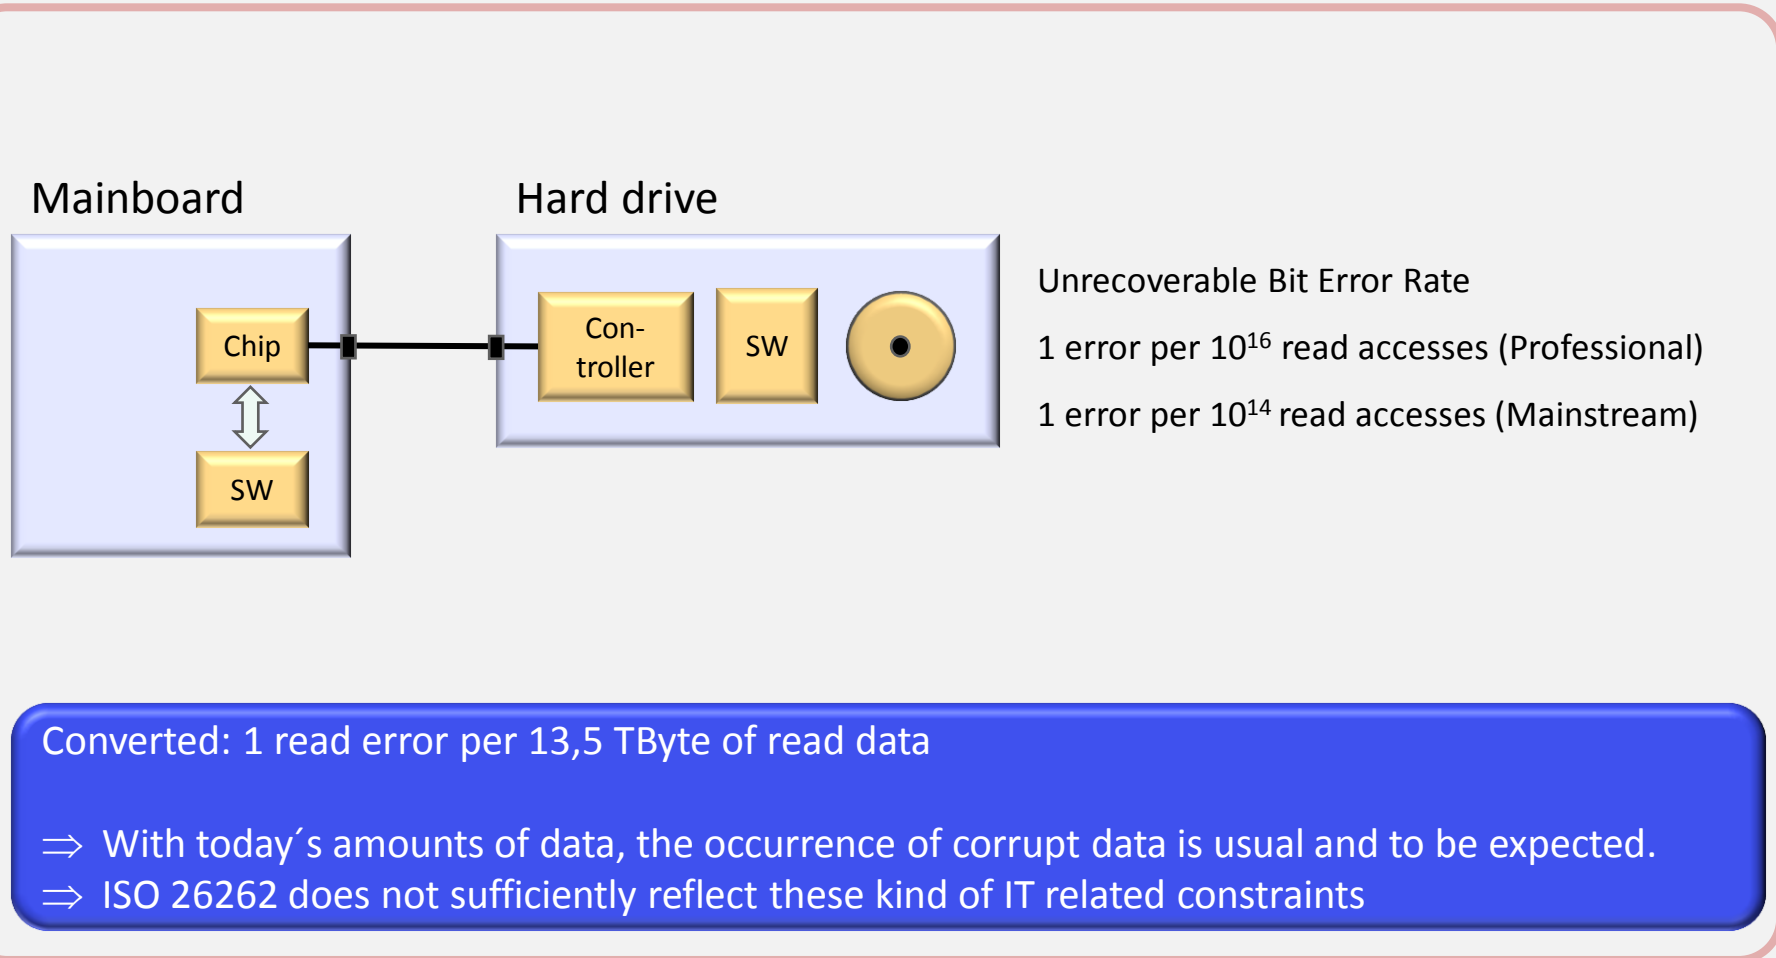 Mainboard
Hard drive
Chip
SW
Con-
troller
SW
Unrecoverable Bit Error Rate
1 error per 10¹⁶ read accesses (Professional)
1 error per 10¹⁴ read accesses (Mainstream)
Converted: 1 read error per 13,5 TByte of read data
⇒ With today´s amounts of data, the occurrence of corrupt data is usual and to be expected.
⇒ ISO 26262 does not sufficiently reflect these kind of IT related constraints